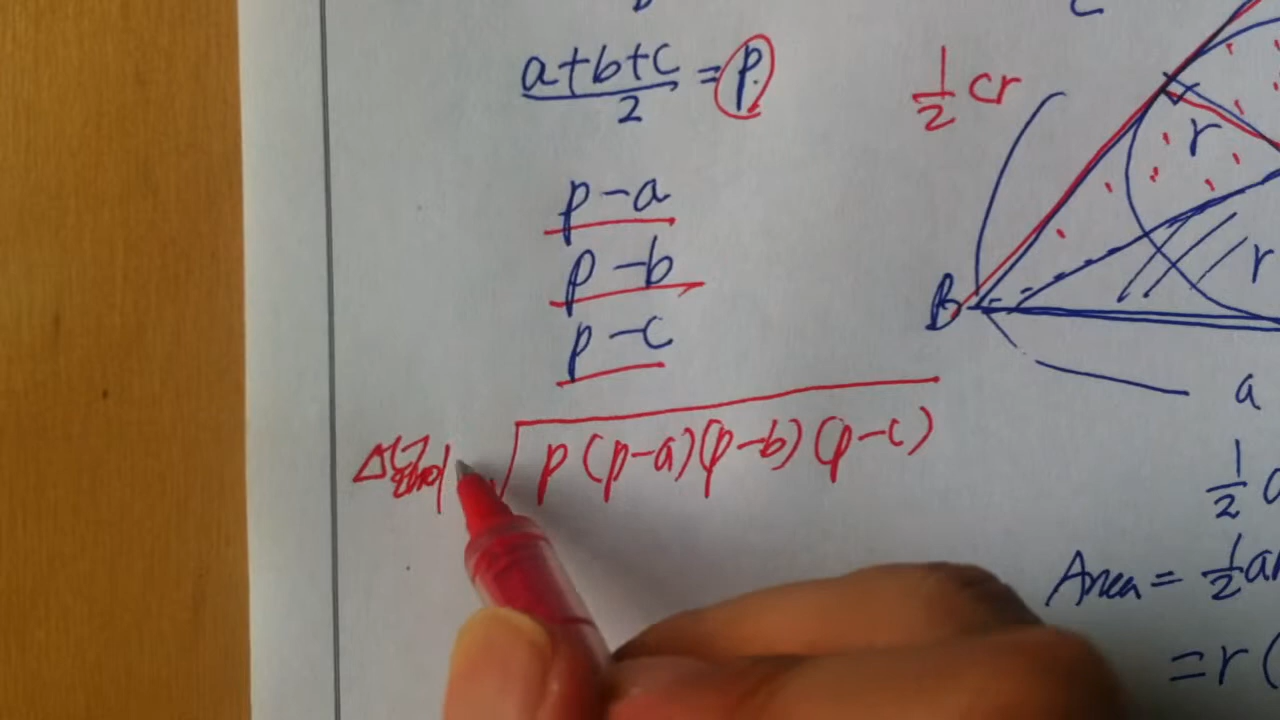 a+b+c/2 = p.
p-a
p-b
p-c
√p(p-a)(p-b)(p-c)
1/2 cr
r
r
B
a
1/2
Area = 1/2 a
= r (